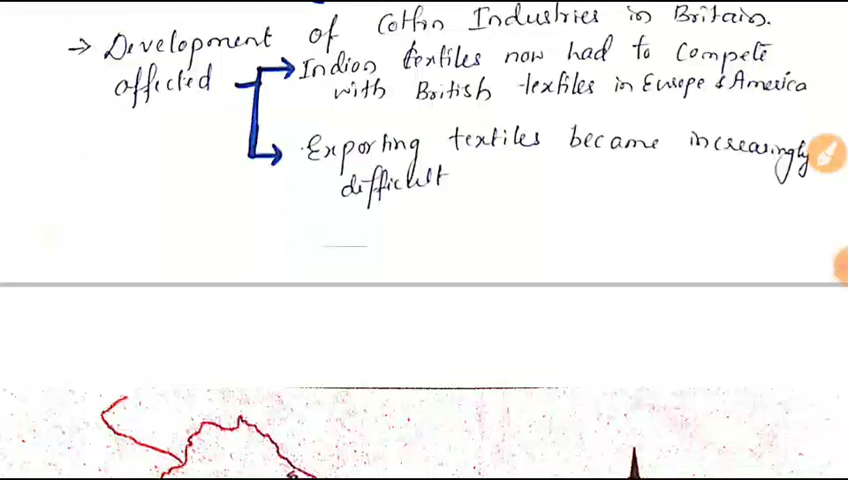 → Development of Cotton Industries in Britain.
affected
Indian textiles now had to compete
with British textiles in Europe & America
Exporting textiles became increasingly
difficult